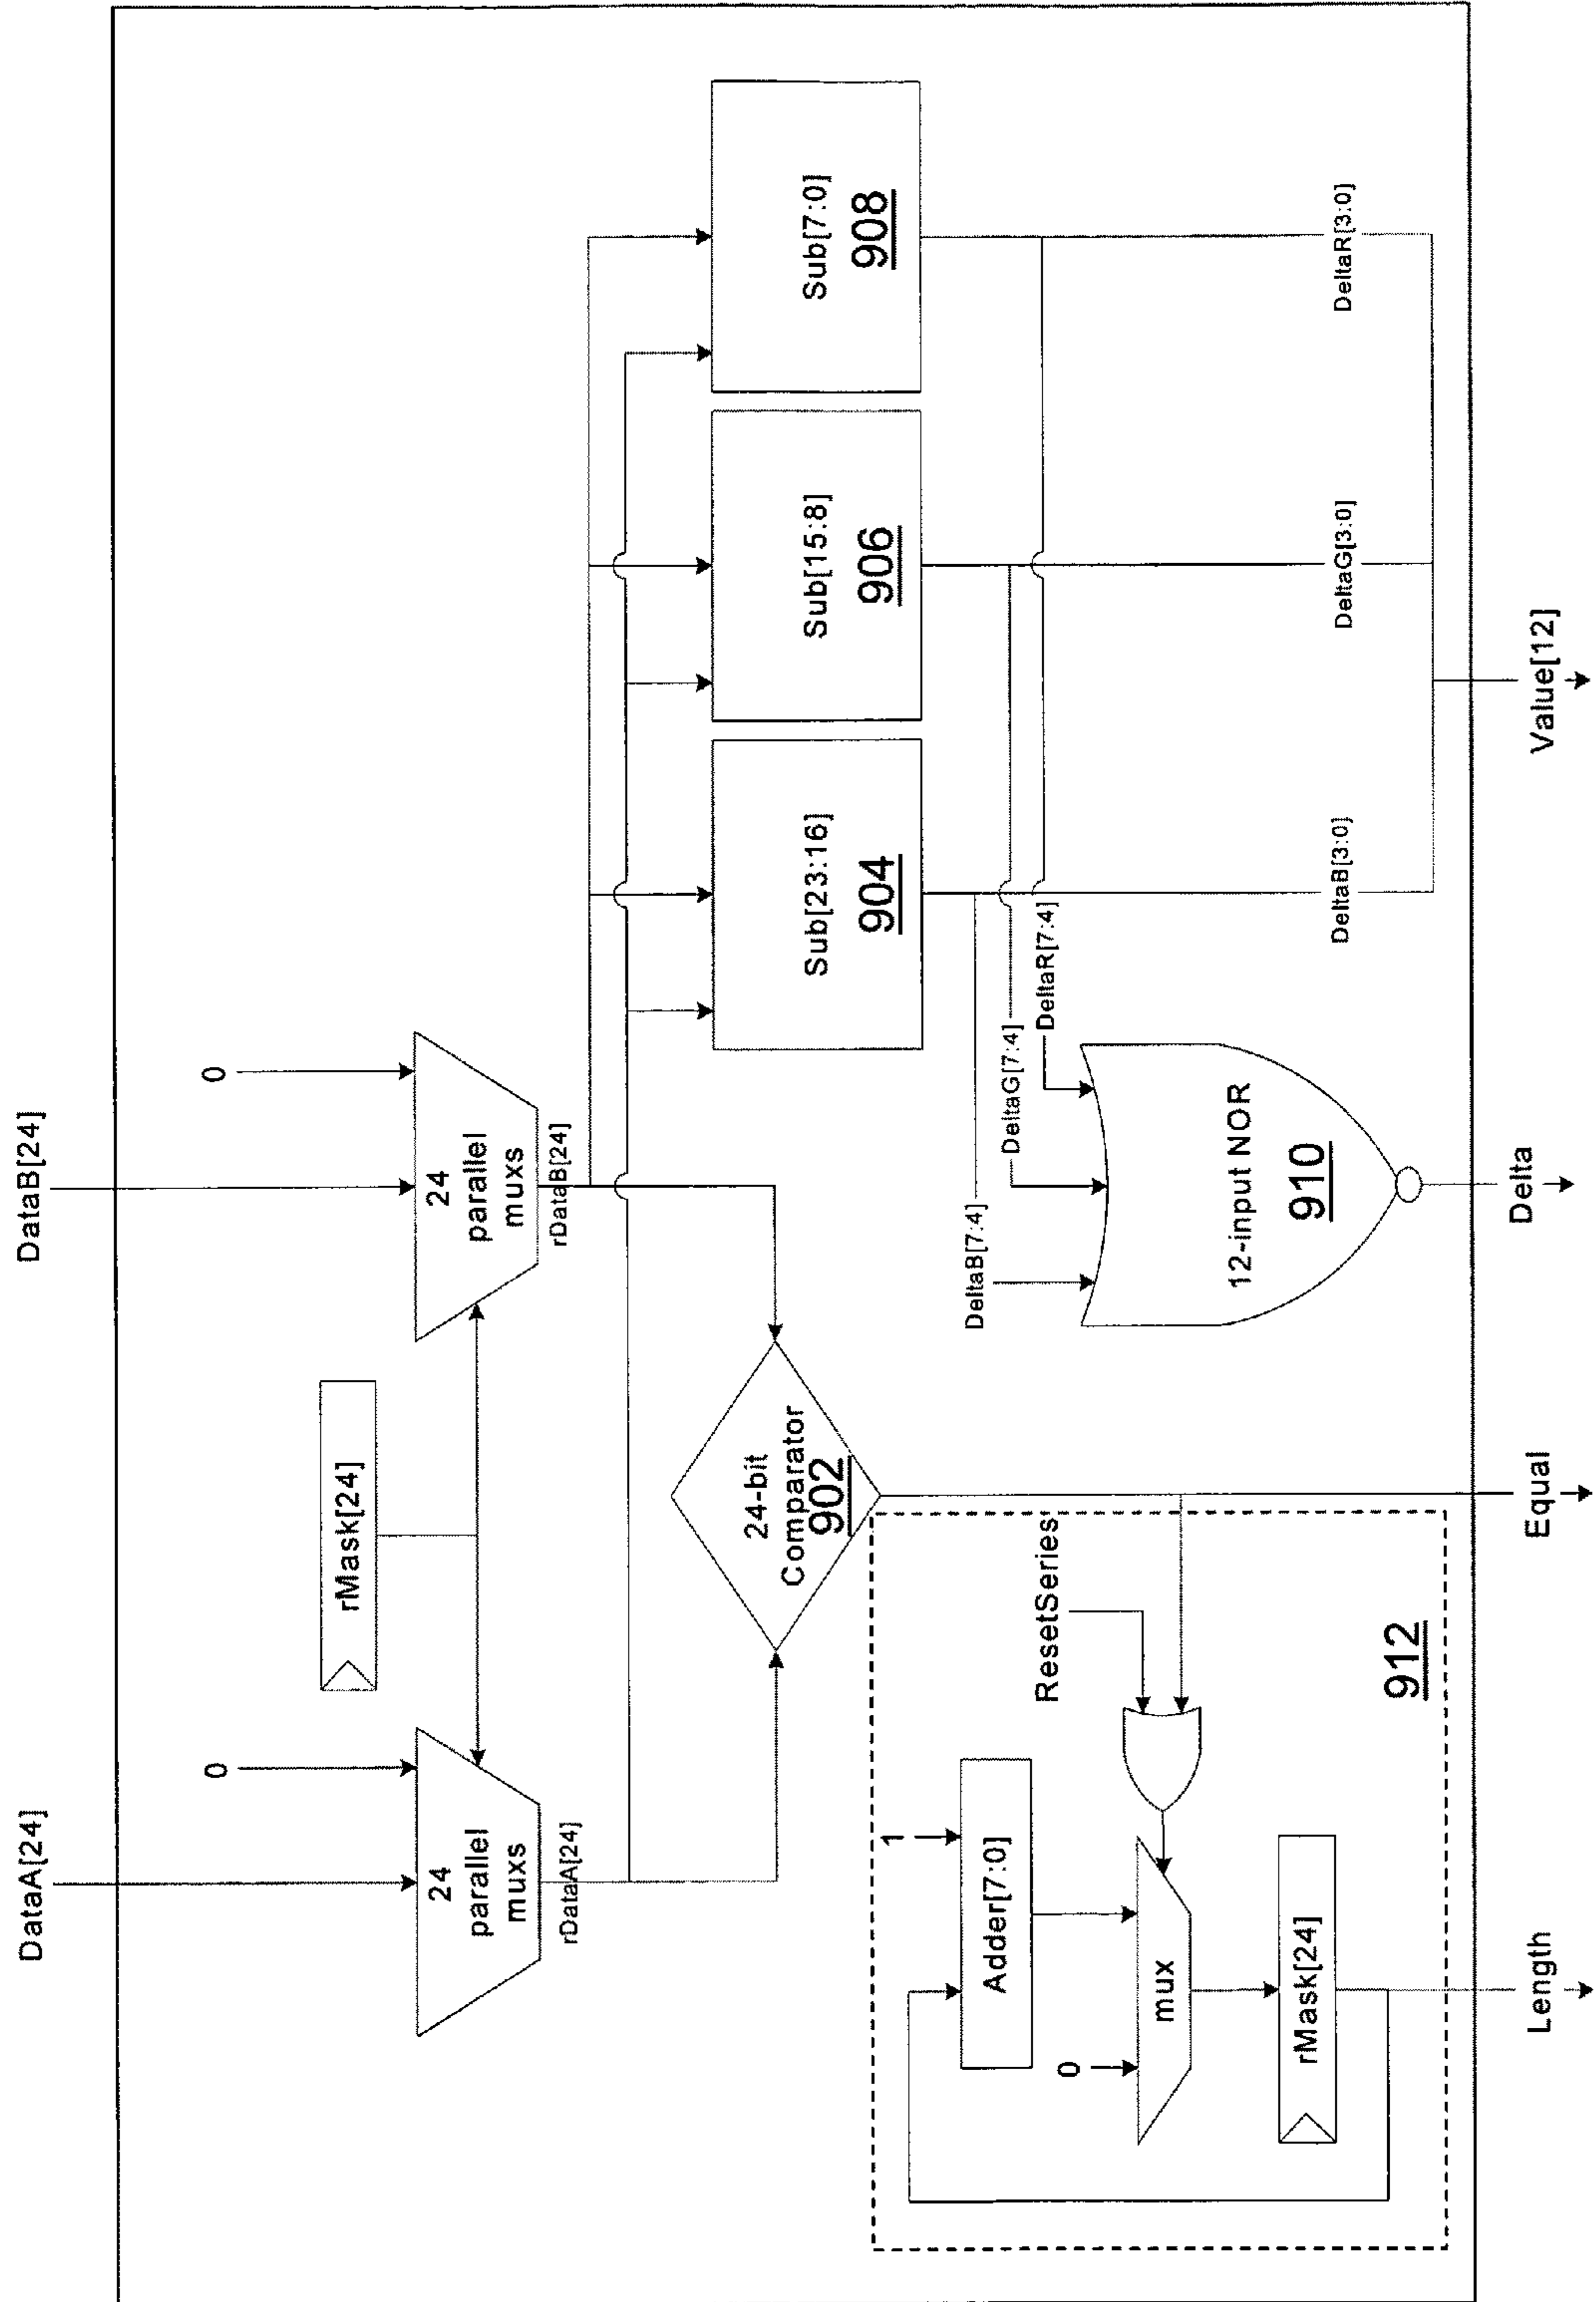 DataA[24]
DataB[24]
0
0
rMask[24]
24
parallel
muxs
24
parallel
muxs
rDataA[24]
rDataB[24]
24-bit
Comparator
902
Sub[23:16]
904
Sub[15:8]
906
Sub[7:0]
908
ResetSeries
1
Adder[7:0]
0
mux
rMask[24]
912
DeltaB[7:4]
DeltaG[7:4]
DeltaR[7:4]
12-input NOR
910
DeltaB[3:0]
DeltaG[3:0]
DeltaR[3:0]
Length
Equal
Delta
Value[12]